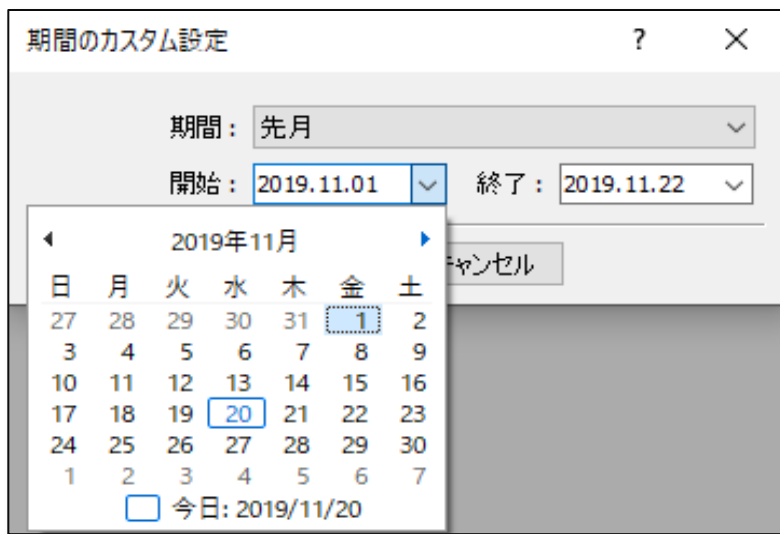 期間のカスタム設定 ? ×
期間： 先月
開始： 2019.11.01 終了： 2019.11.22
2019年11月
日 月 火 水 木 金 土
27 28 29 30 31 1 2
3 4 5 6 7 8 9
10 11 12 13 14 15 16
17 18 19 20 21 22 23
24 25 26 27 28 29 30
1 2 3 4 5 6 7
今日: 2019/11/20
キャンセル